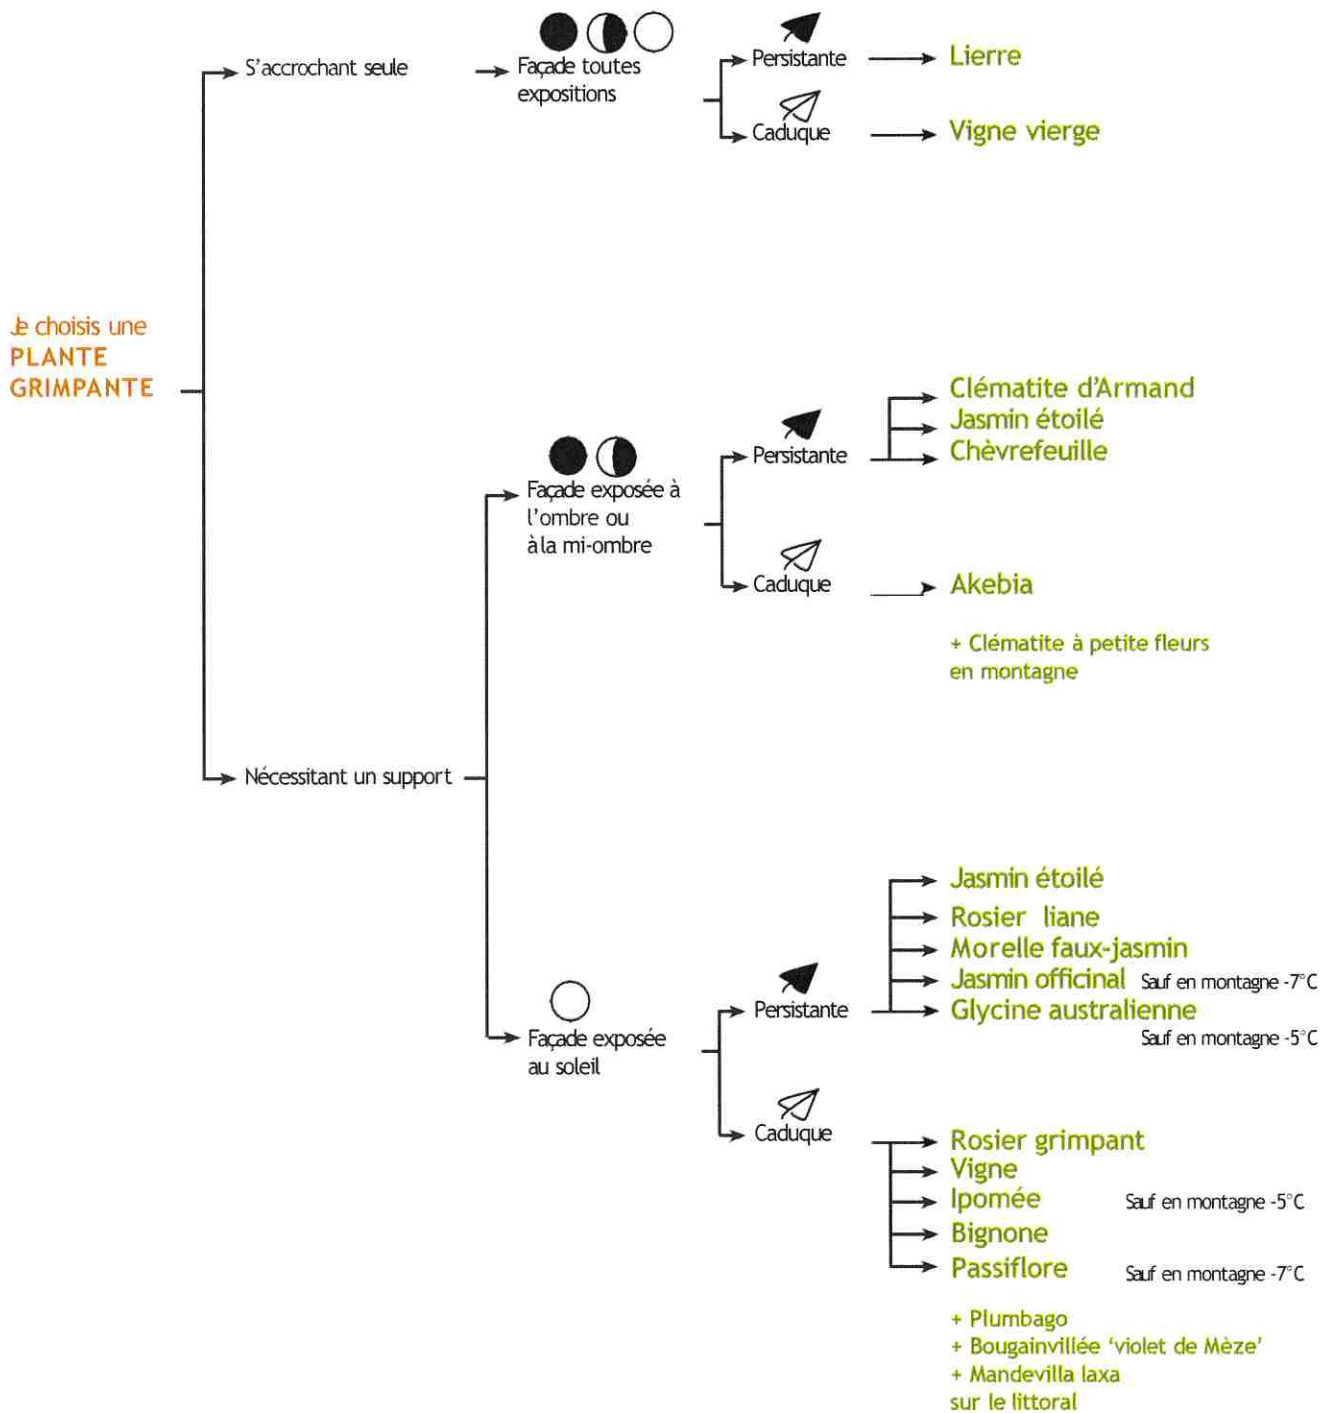 S'accrochant seule
Façade toutes
expositions
Persistante
Lierre
Caduque
Vigne vierge
Je choisis une
PLANTE
GRIMPANTE
Façade exposée à
l'ombre ou
à la mi-ombre
Persistante
Clématite d'Armand
Jasmin étoilé
Chèvrefeuille
Caduque
Akebia
+ Clématite à petite fleurs
en montagne
Nécessitant un support
Façade exposée
au soleil
Persistante
Jasmin étoilé
Rosier liane
Morelle faux-jasmin
Jasmin officinal Sauf en montagne -7°C
Glycine australienne
Sauf en montagne -5°C
Caduque
Rosier grimpant
Vigne
Ipomée Sauf en montagne -5°C
Bignone
Passiflore Sauf en montagne -7°C
+ Plumbago
+ Bougainvillée ‘violet de Mèze’
+ Mandevilla laxa
sur le littoral